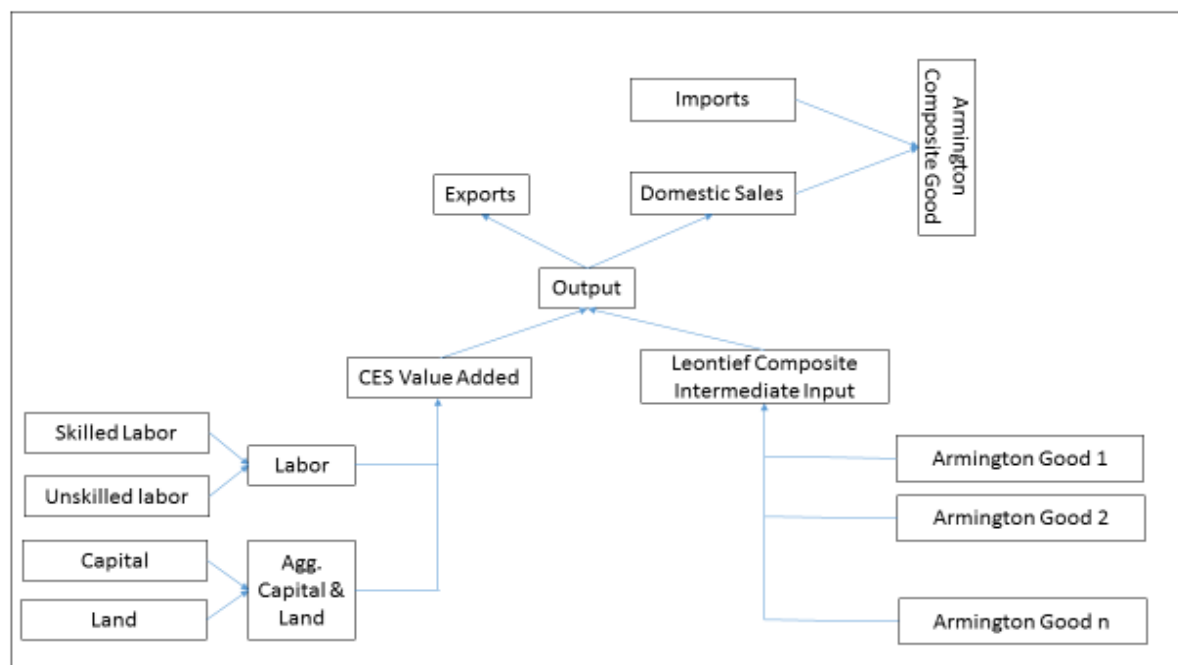 Imports
Armington
Composite Good
Exports
Domestic Sales
Output
CES Value Added
Leontief Composite
Intermediate Input
Skilled Labor
Labor
Unskilled labor
Capital
Agg.
Capital &
Land
Land
Armington Good 1
Armington Good 2
Armington Good n